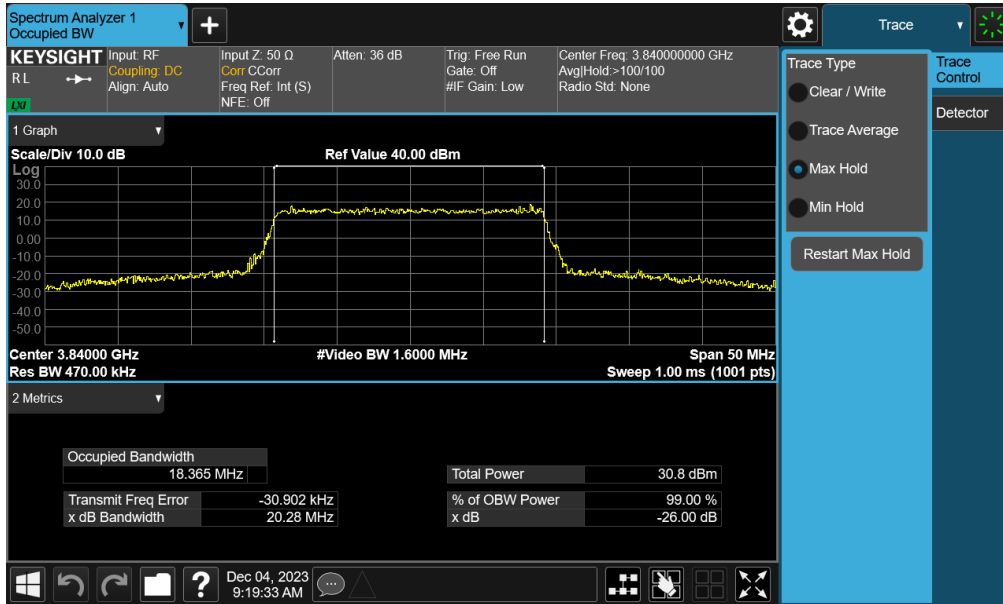 Spectrum Analyzer 1
Occupied BW
+
Trace
KEYSIGHT
R L
LXI
Input: RF
Coupling: DC
Align: Auto
Input Z: 50 Ω
Corr CCorr
Freq Ref: Int (S)
NFE: Off
Atten: 36 dB
Trig: Free Run
Gate: Off
#IF Gain: Low
Center Freq: 3.840000000 GHz
Avg|Hold:>100/100
Radio Std: None
1 Graph
Scale/Div 10.0 dB
Ref Value 40.00 dBm
Log
30.0
20.0
10.0
0.00
-10.0
-20.0
-30.0
-40.0
-50.0
Center 3.84000 GHz
#Video BW 1.6000 MHz
Span 50 MHz
Res BW 470.00 kHz
Sweep 1.00 ms (1001 pts)
2 Metrics
Occupied Bandwidth
18.365 MHz
Total Power 30.8 dBm
Transmit Freq Error -30.902 kHz
% of OBW Power 99.00 %
x dB Bandwidth 20.28 MHz
x dB -26.00 dB
Trace Type
Clear / Write
Trace Average
Max Hold
Min Hold
Restart Max Hold
Trace
Control
Detector
?
Dec 04, 2023
9:19:33 AM